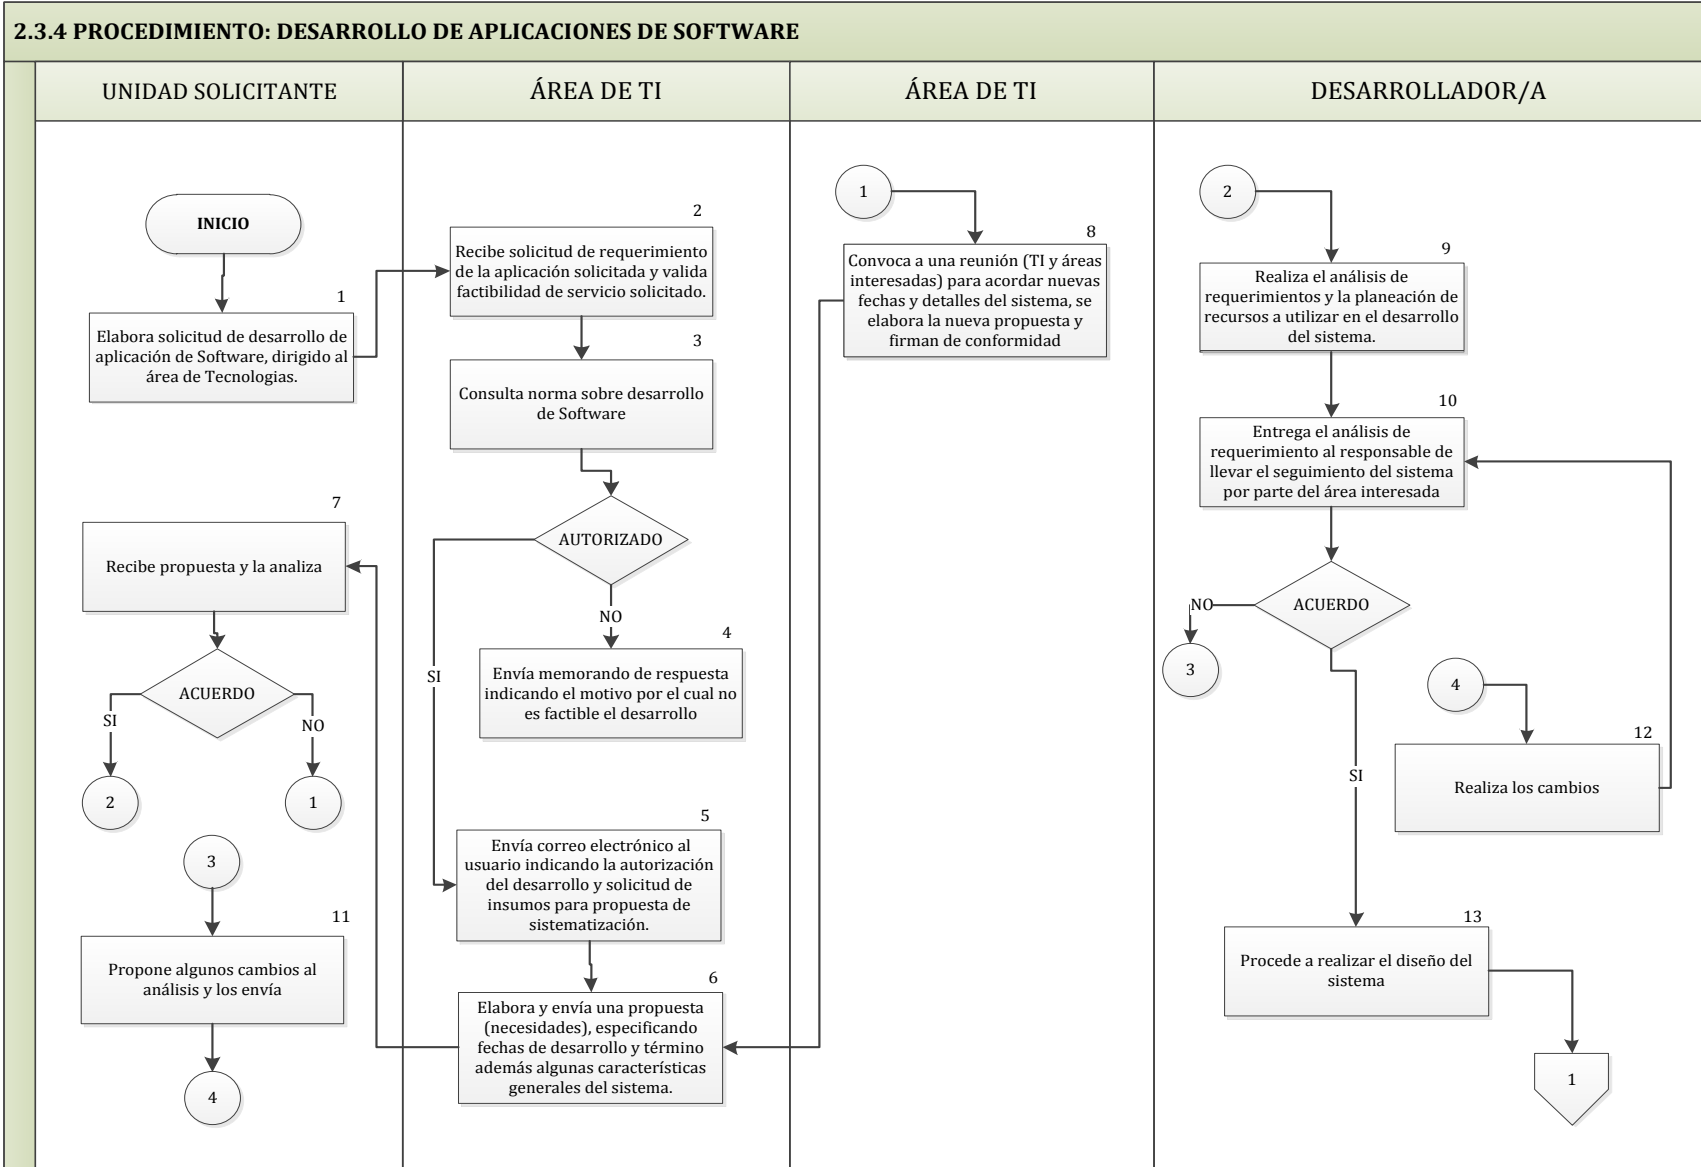 2.3.4 PROCEDIMIENTO: DESARROLLO DE APLICACIONES DE SOFTWARE
UNIDAD SOLICITANTE
ÁREA DE TI
ÁREA DE TI
DESARROLLADOR/A
INICIO
1
Elabora solicitud de desarrollo de
aplicación de Software, dirigido al
área de Tecnologias.
7
Recibe propuesta y la analiza
ACUERDO
SI
NO
2
1
3
11
Propone algunos cambios al
análisis y los envía
4
2
Recibe solicitud de requerimiento
de la aplicación solicitada y valida
factibilidad de servicio solicitado.
3
Consulta norma sobre desarrollo
de Software
AUTORIZADO
NO
SI
4
Envía memorando de respuesta
indicando el motivo por el cual no
es factible el desarrollo
5
Envía correo electrónico al
usuario indicando la autorización
del desarrollo y solicitud de
insumos para propuesta de
sistematización.
6
Elabora y envía una propuesta
(necesidades), especificando
fechas de desarrollo y término
además algunas características
generales del sistema.
1
8
Convoca a una reunión (TI y áreas
interesadas) para acordar nuevas
fechas y detalles del sistema, se
elabora la nueva propuesta y
firman de conformidad
2
9
Realiza el análisis de
requerimientos y la planeación de
recursos a utilizar en el desarrollo
del sistema.
10
Entrega el análisis de
requerimiento al responsable de
llevar el seguimiento del sistema
por parte del área interesada
ACUERDO
NO
3
4
12
Realiza los cambios
SI
13
Procede a realizar el diseño del
sistema
1